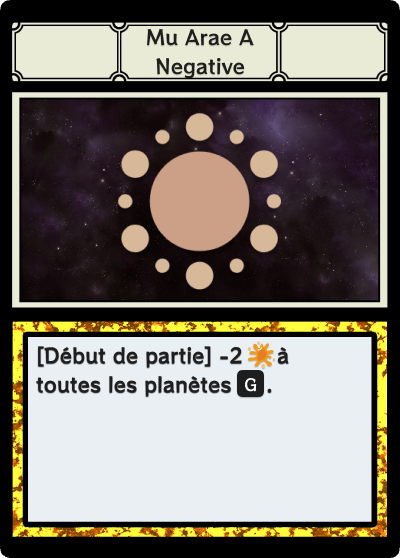 Mu Arae A
Negative
[Début de partie] -2 à
toutes les planètes G.